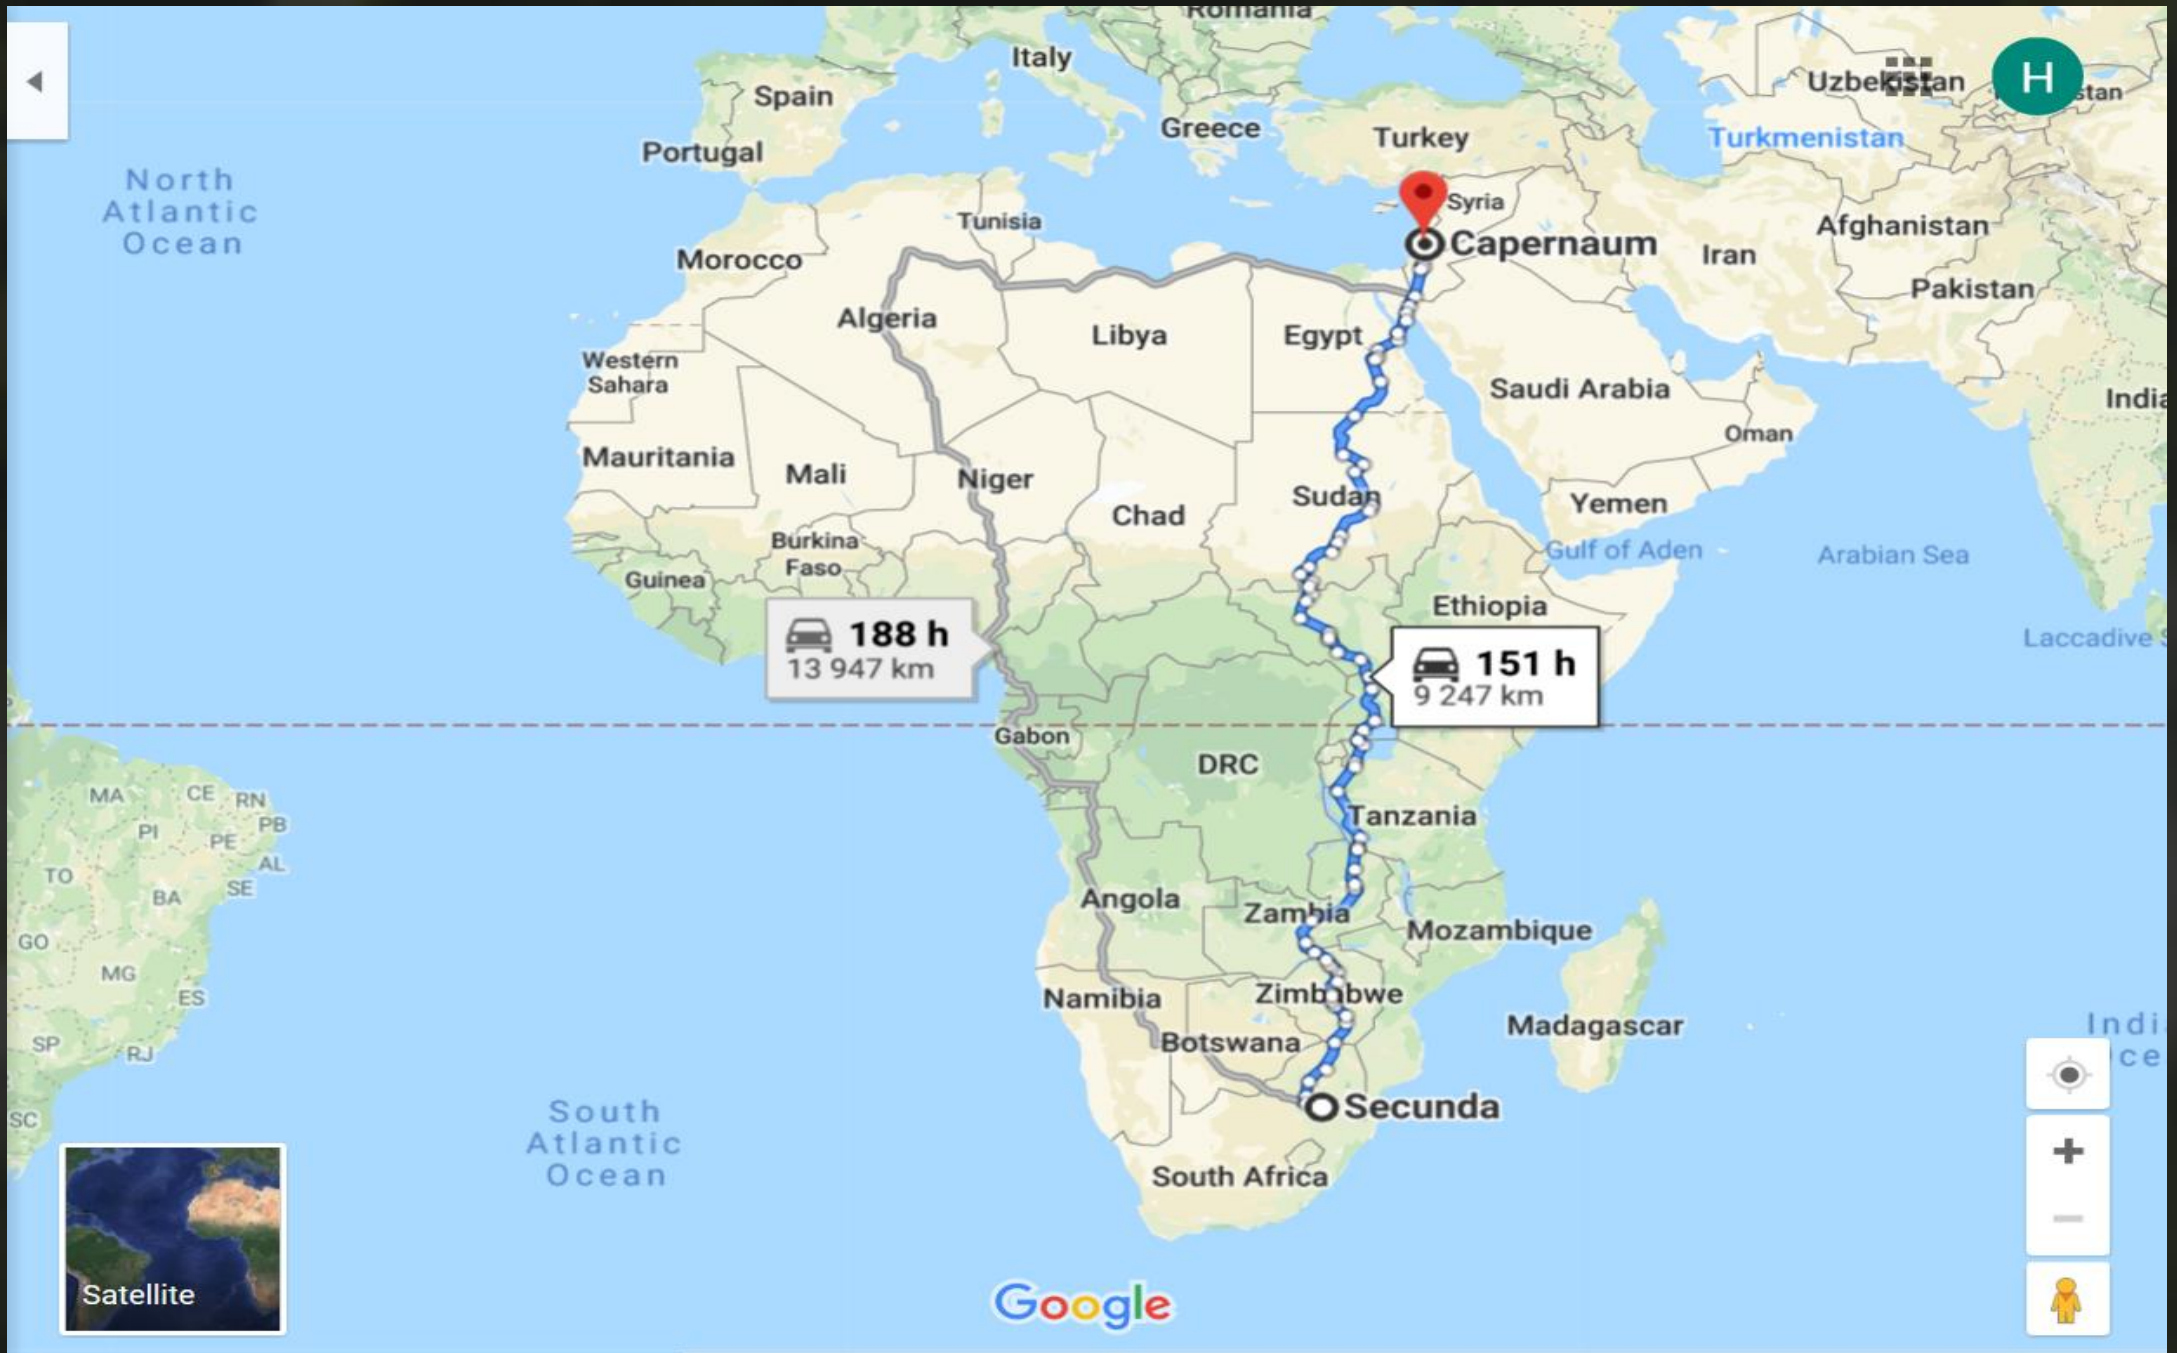 Romania
Italy
Spain
Uzbekistan
H
stan
Greece
Turkey
Turkmenistan
Portugal
North
Atlantic
Ocean
Syria
Tunisia
Afghanistan
Capernaum
Iran
Morocco
Pakistan
Algeria
Libya
Egypt
Western
Sahara
Saudi Arabia
India
Oman
Mauritania
Mali
Niger
Sudan
Yemen
Chad
Burkina
Faso
Gulf of Aden
Arabian Sea
Guinea
Ethiopia
188 h
13 947 km
Laccadive S
151 h
9 247 km
Gabon
DRC
MA
CE
RN
PB
PI
PE
Tanzania
AL
TO
SE
BA
Angola
Zambia
GO
Mozambique
MG
ES
Namibia
Zimbabwe
Madagascar
Indi
Oce
SP
RJ
Botswana
SC
South
Atlantic
Ocean
Secunda
South Africa
Satellite
Google